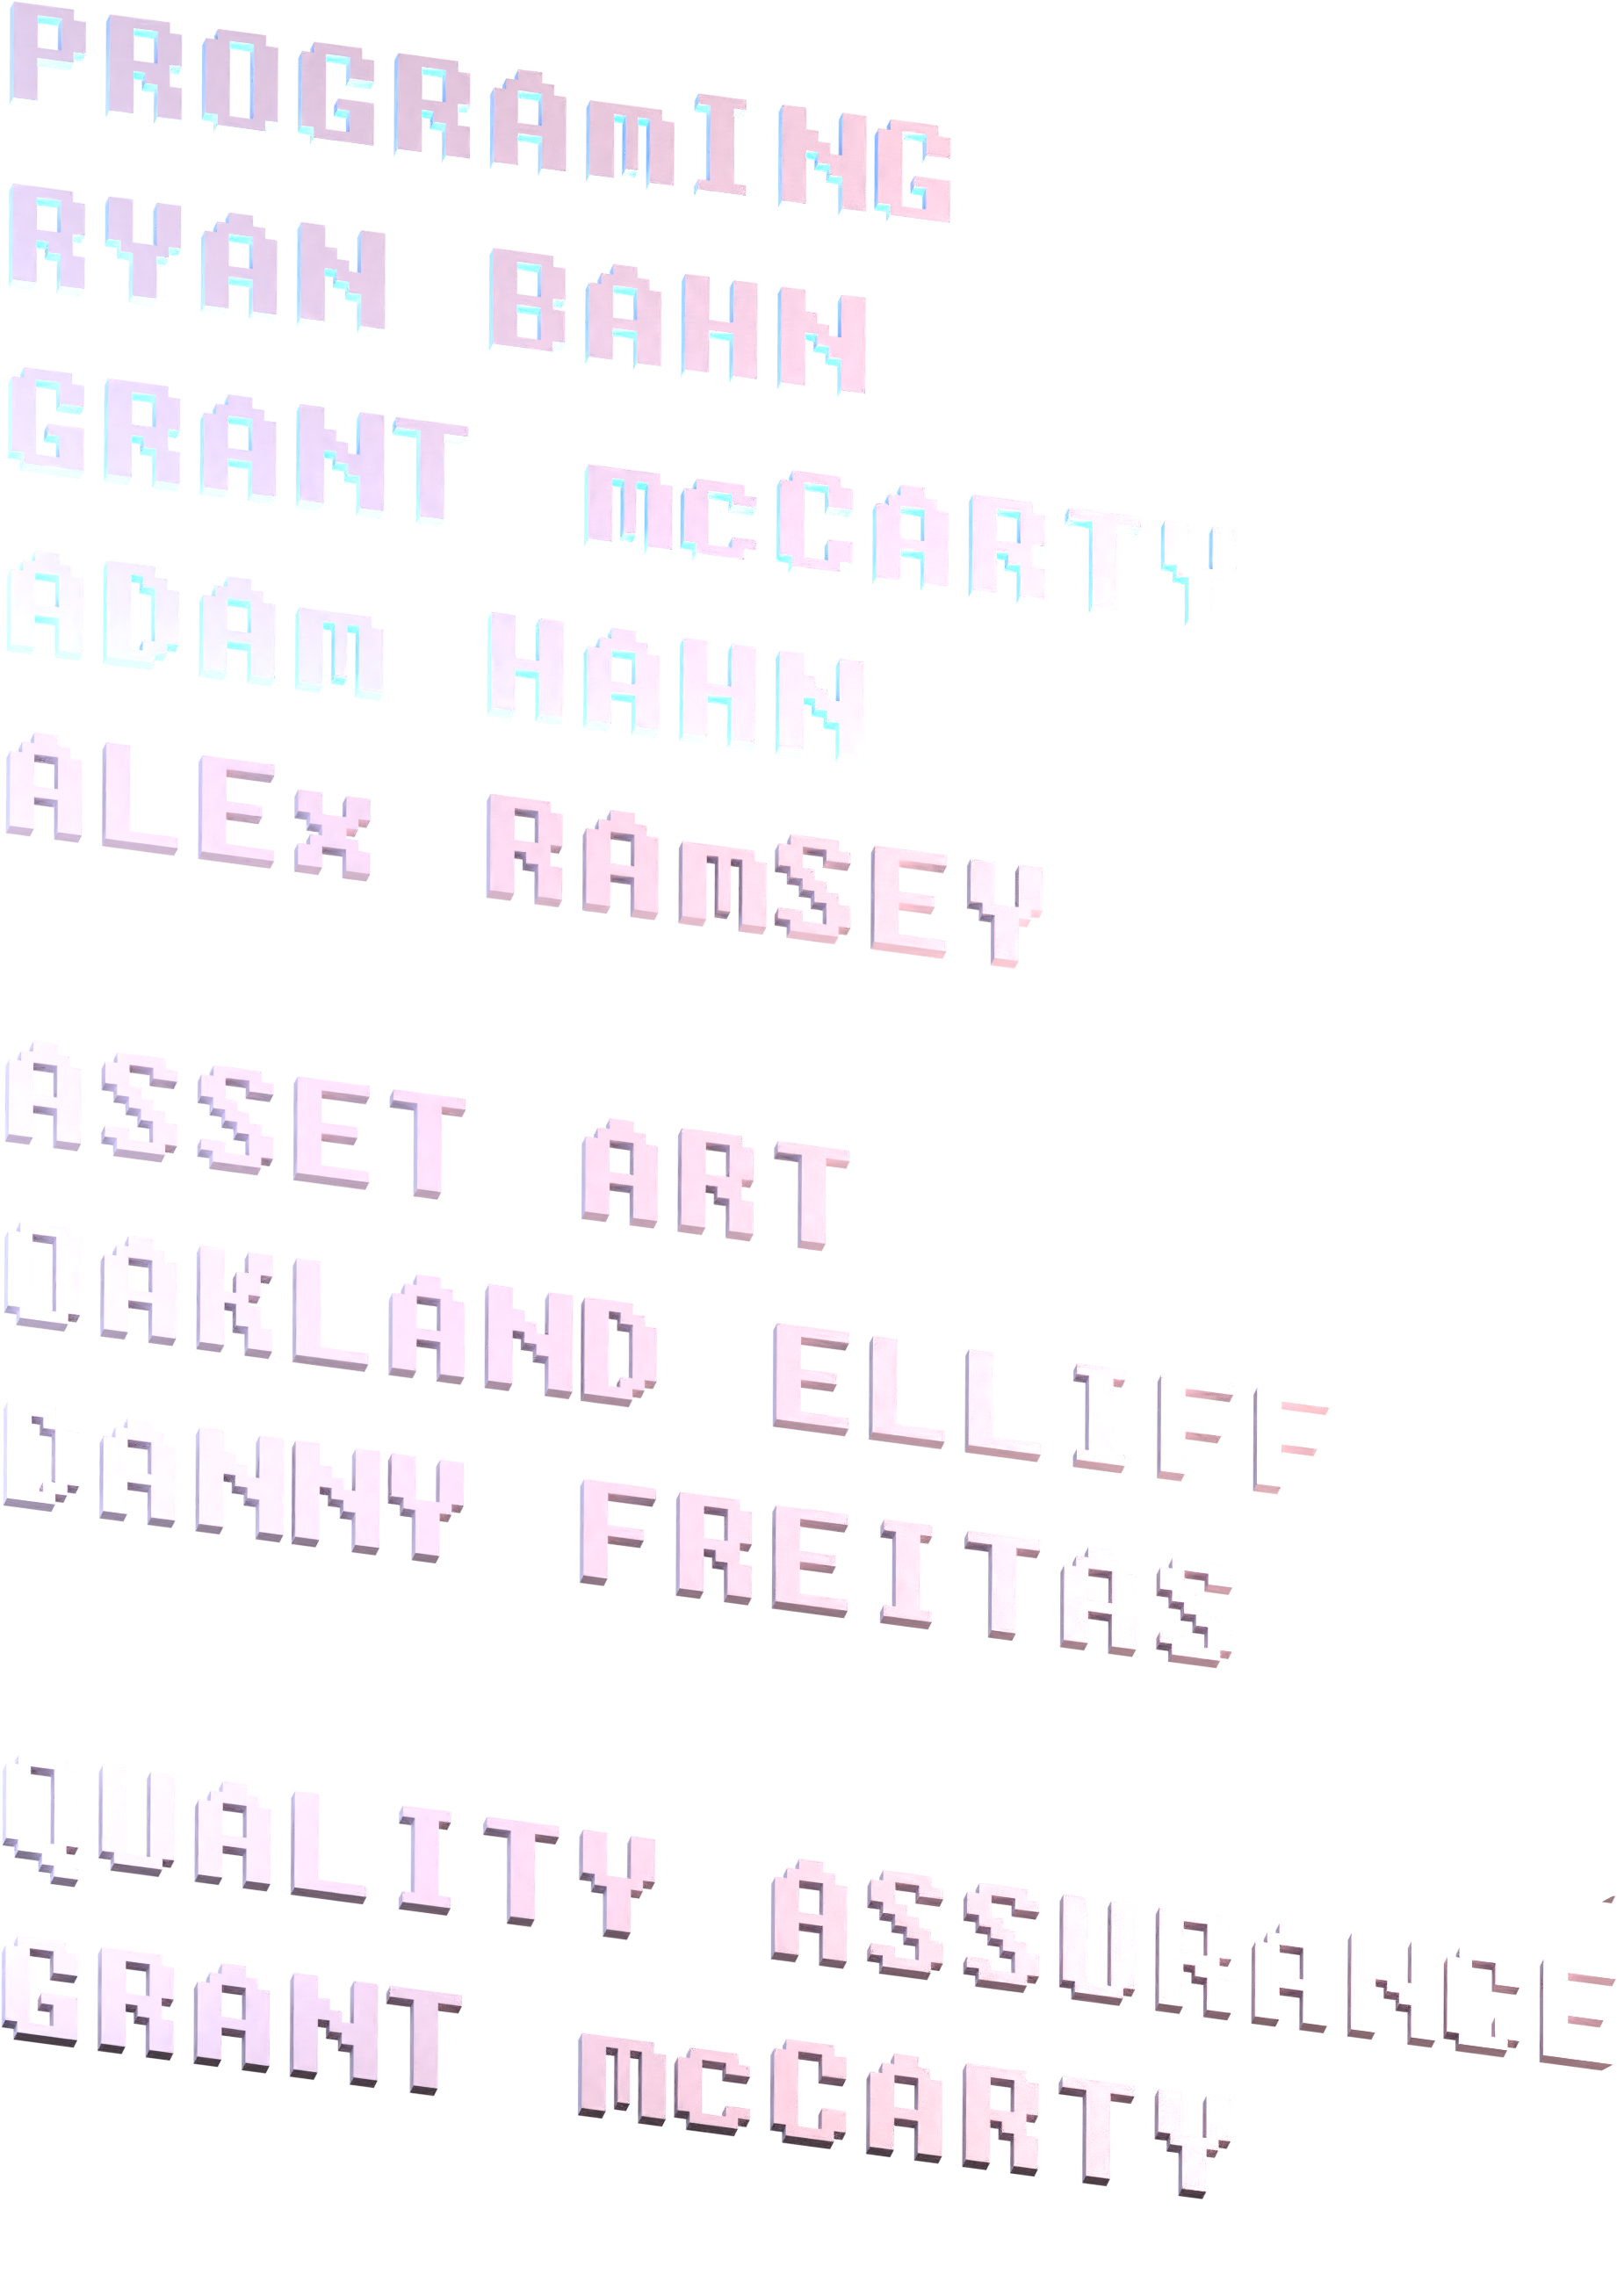 PROGRAmING
RYAN BAHN
GRANT mcCARTY
ADAm HAHN
ALEx RAmSEY
ASSET ART
OAKLAND ELLIFF
DANNY FREITAS
QUALITY ASSURANCE
GRANT mcCARTY